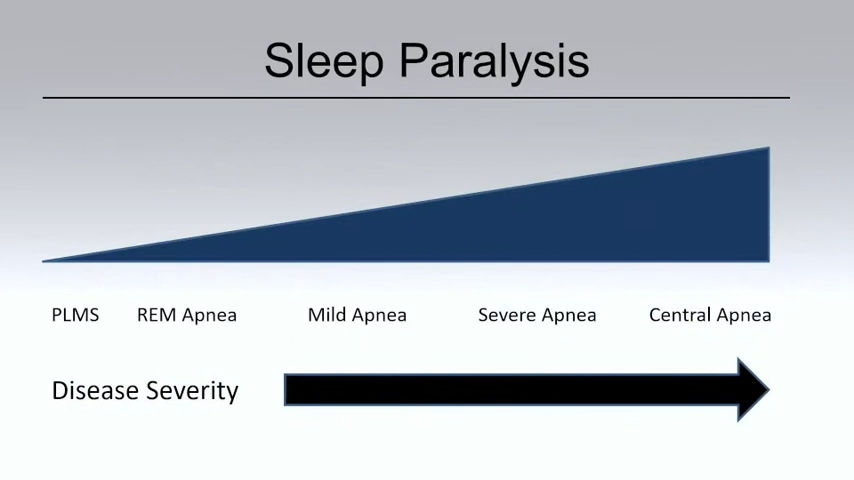 Sleep Paralysis
PLMS REM Apnea Mild Apnea Severe Apnea Central Apnea
Disease Severity